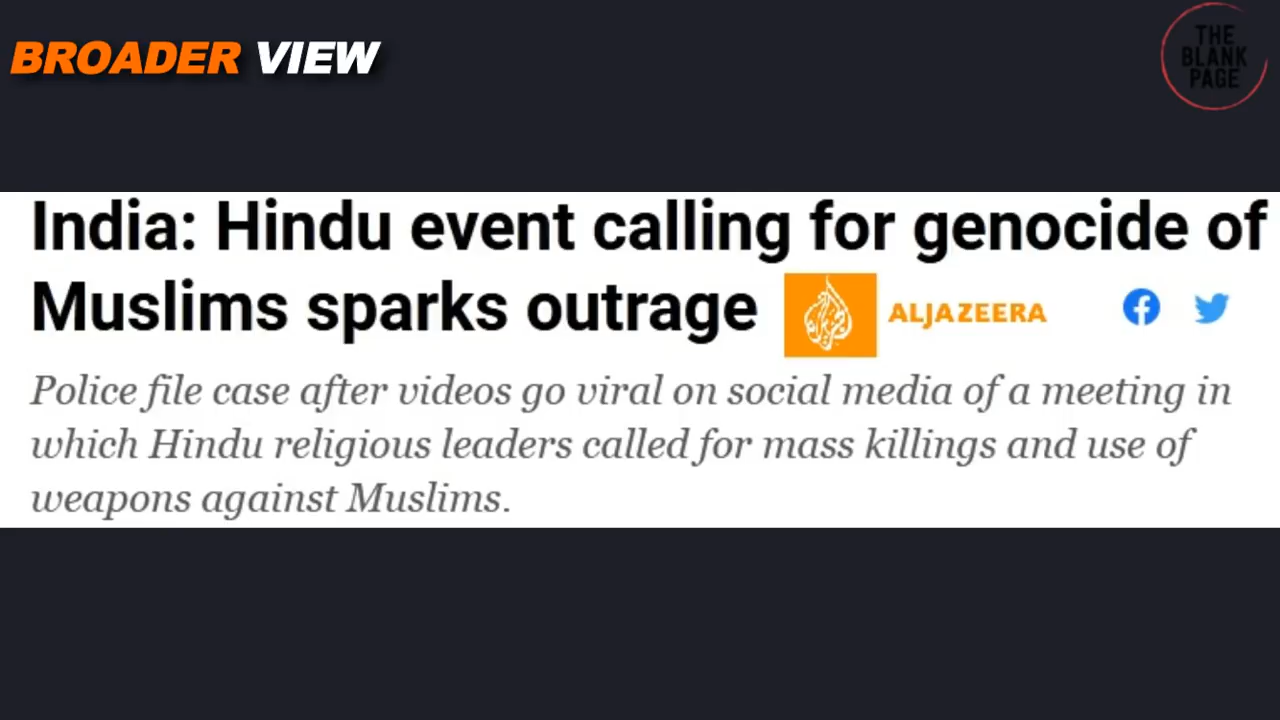 BROADER VIEW
THE
BLANK
PAGE
India: Hindu event calling for genocide of
Muslims sparks outrage
ALJAZEERA
Police file case after videos go viral on social media of a meeting in
which Hindu religious leaders called for mass killings and use of
weapons against Muslims.